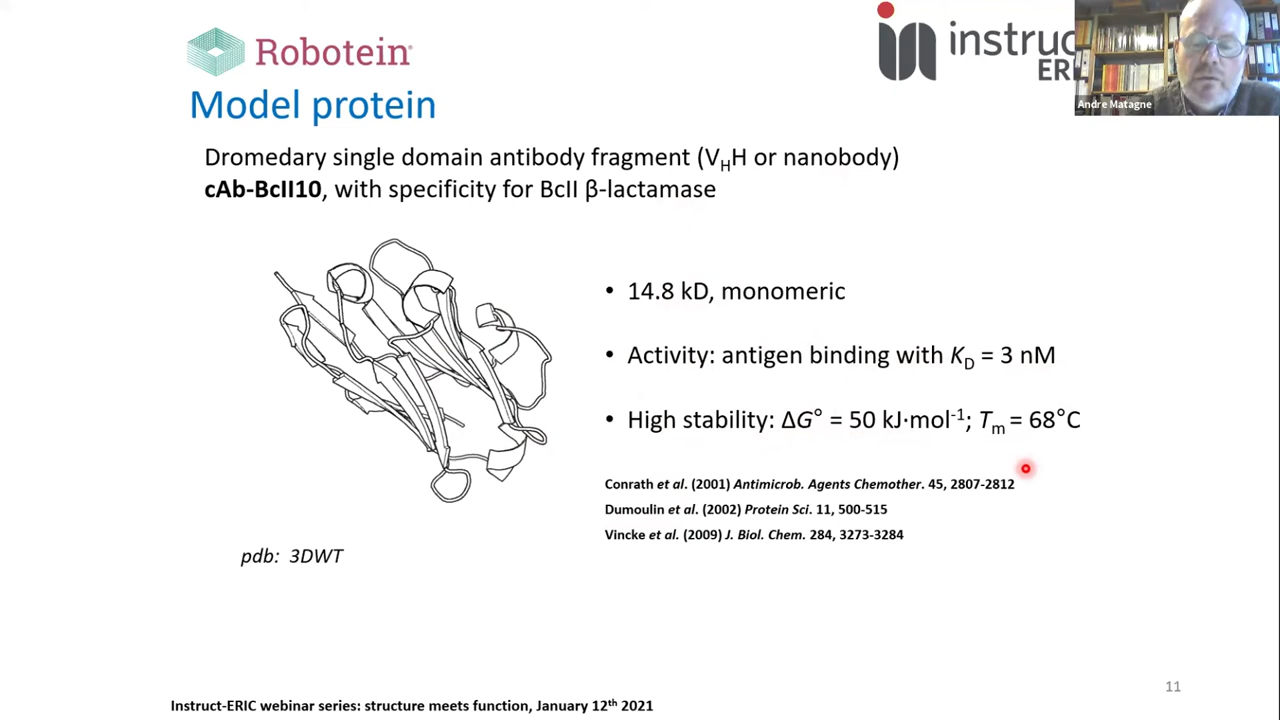 Robotein®
instruc
ER
Andre Matagne
Model protein
Dromedary single domain antibody fragment (VHH or nanobody)
cAb-BcII10, with specificity for BcII β-lactamase
• 14.8 kD, monomeric
• Activity: antigen binding with KD = 3 nM
• High stability: ΔG° = 50 kJ·mol-1; Tm = 68°C
Conrath et al. (2001) Antimicrob. Agents Chemother. 45, 2807-2812
Dumoulin et al. (2002) Protein Sci. 11, 500-515
Vincke et al. (2009) J. Biol. Chem. 284, 3273-3284
pdb: 3DWT
11
Instruct-ERIC webinar series: structure meets function, January 12th 2021